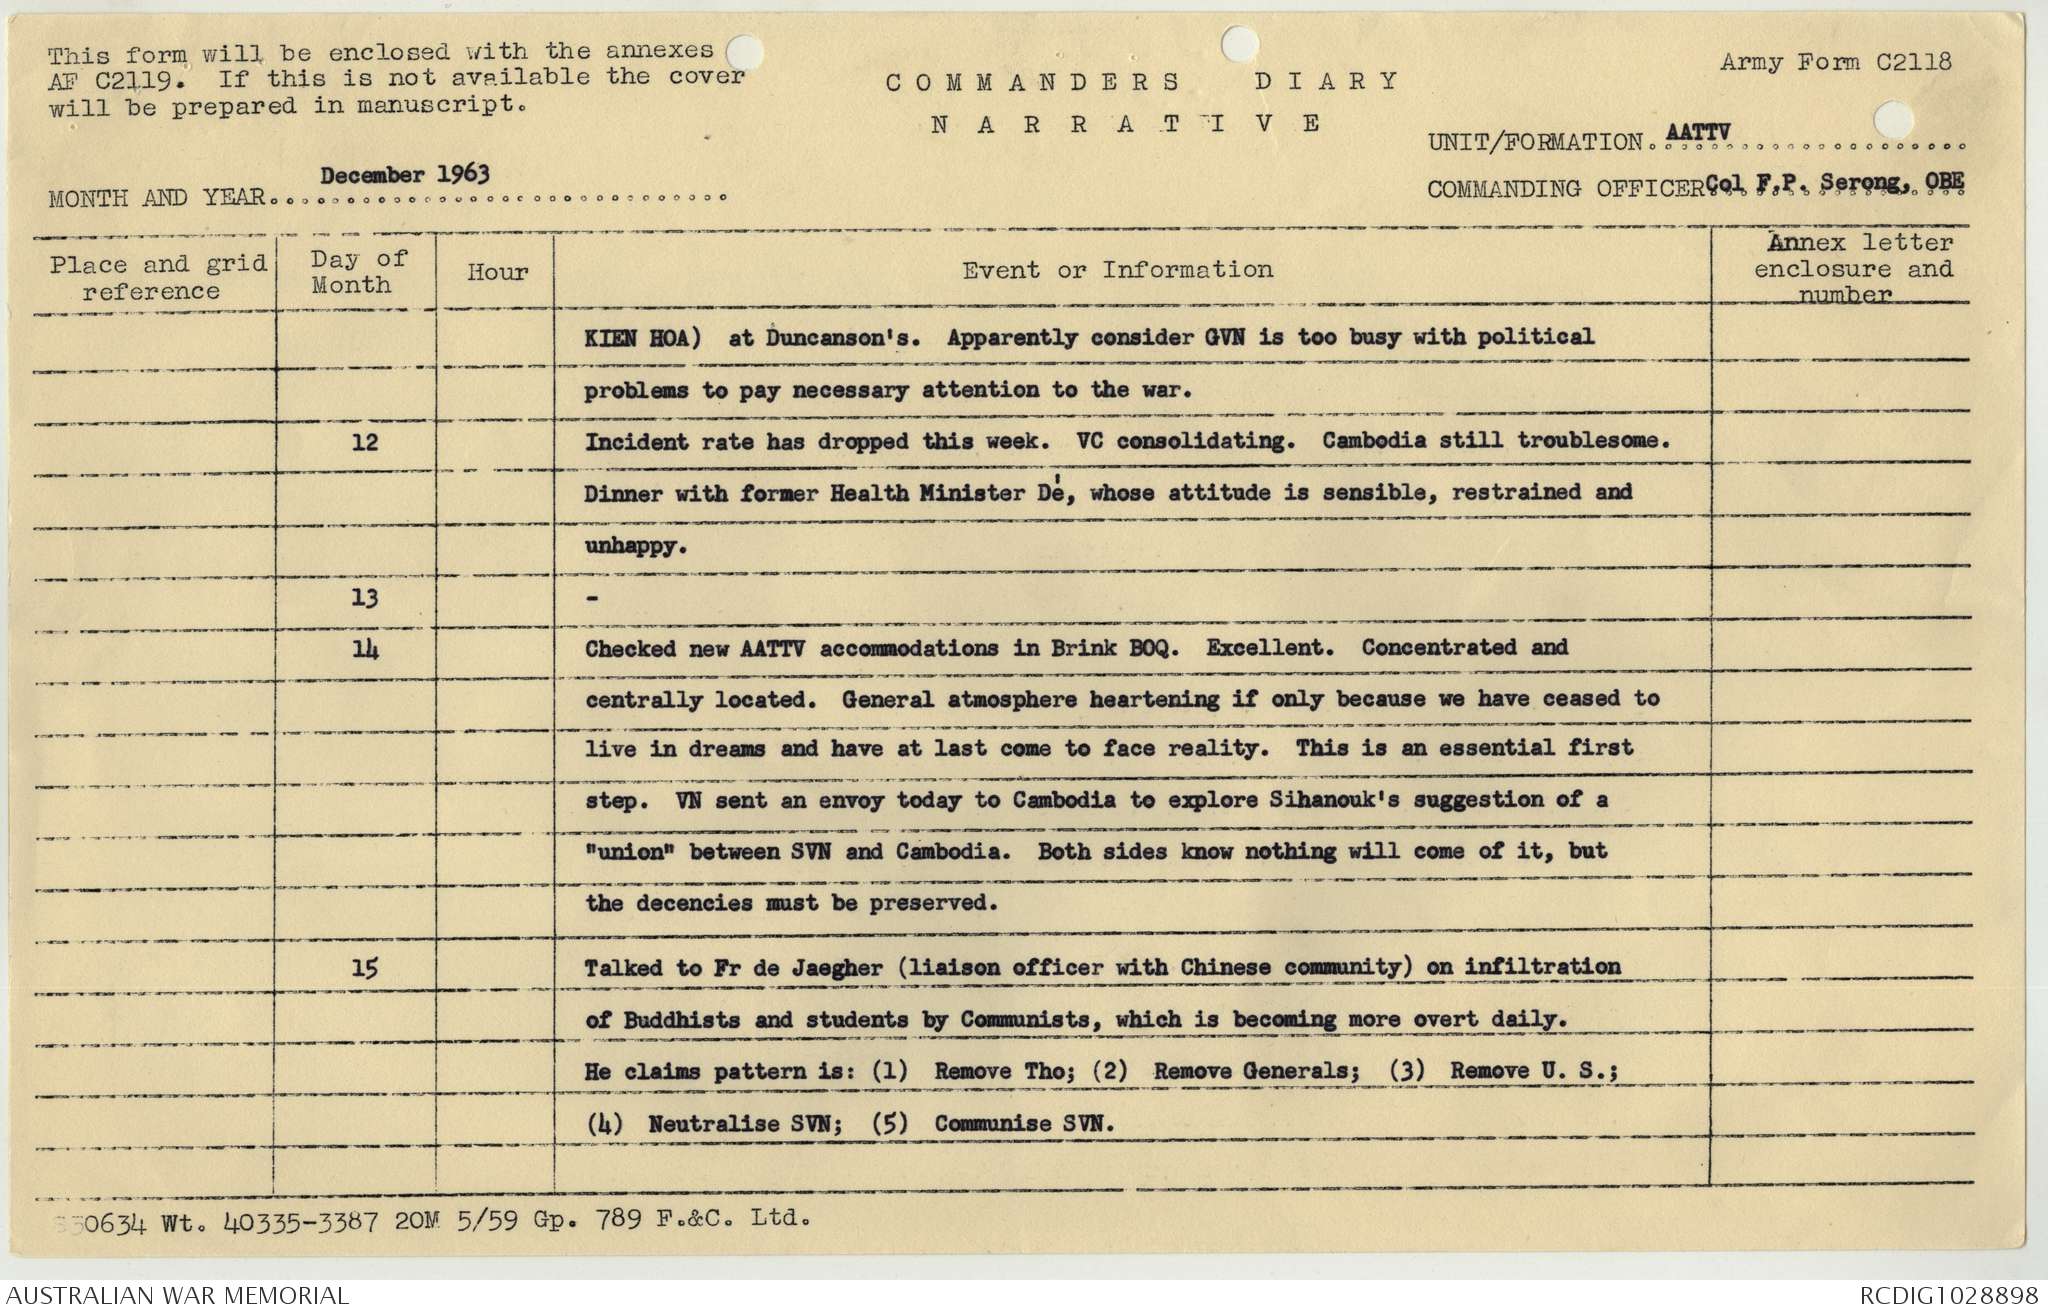 This form will be enclosed with the annexes
AF C2119. If this is not available the cover
will be prepared in manuscript.
COMMANDERS DIARY
NARRATIVE
Army Form C2118
UNIT/FORMATION. AATTV
MONTH AND YEAR. December 1963
COMMANDING OFFICER Col F.P. Serong, OBE
Place and grid reference
Day of Month
Hour
Event or Information
Annex letter enclosure and number
KIEN HOA) at Duncanson's. Apparently consider GVN is too busy with political
problems to pay necessary attention to the war.
12 Incident rate has dropped this week. VC consolidating. Cambodia still troublesome.
Dinner with former Health Minister Dé, whose attitude is sensible, restrained and
unhappy.
13 -
14 Checked new AATTV accommodations in Brink BOQ. Excellent. Concentrated and
centrally located. General atmosphere heartening if only because we have ceased to
live in dreams and have at last come to face reality. This is an essential first
step. VN sent an envoy today to Cambodia to explore Sihanouk's suggestion of a
"union" between SVN and Cambodia. Both sides know nothing will come of it, but
the decencies must be preserved.
15 Talked to Fr de Jaegher (liaison officer with Chinese community) on infiltration
of Buddhists and students by Communists, which is becoming more overt daily.
He claims pattern is: (1) Remove Tho; (2) Remove Generals; (3) Remove U. S.;
(4) Neutralise SVN; (5) Communise SVN.
Wt. 40335-3387 20M 5/59 Gp. 789 F.&C. Ltd.
AUSTRALIAN WAR MEMORIAL
RCDIG1028898